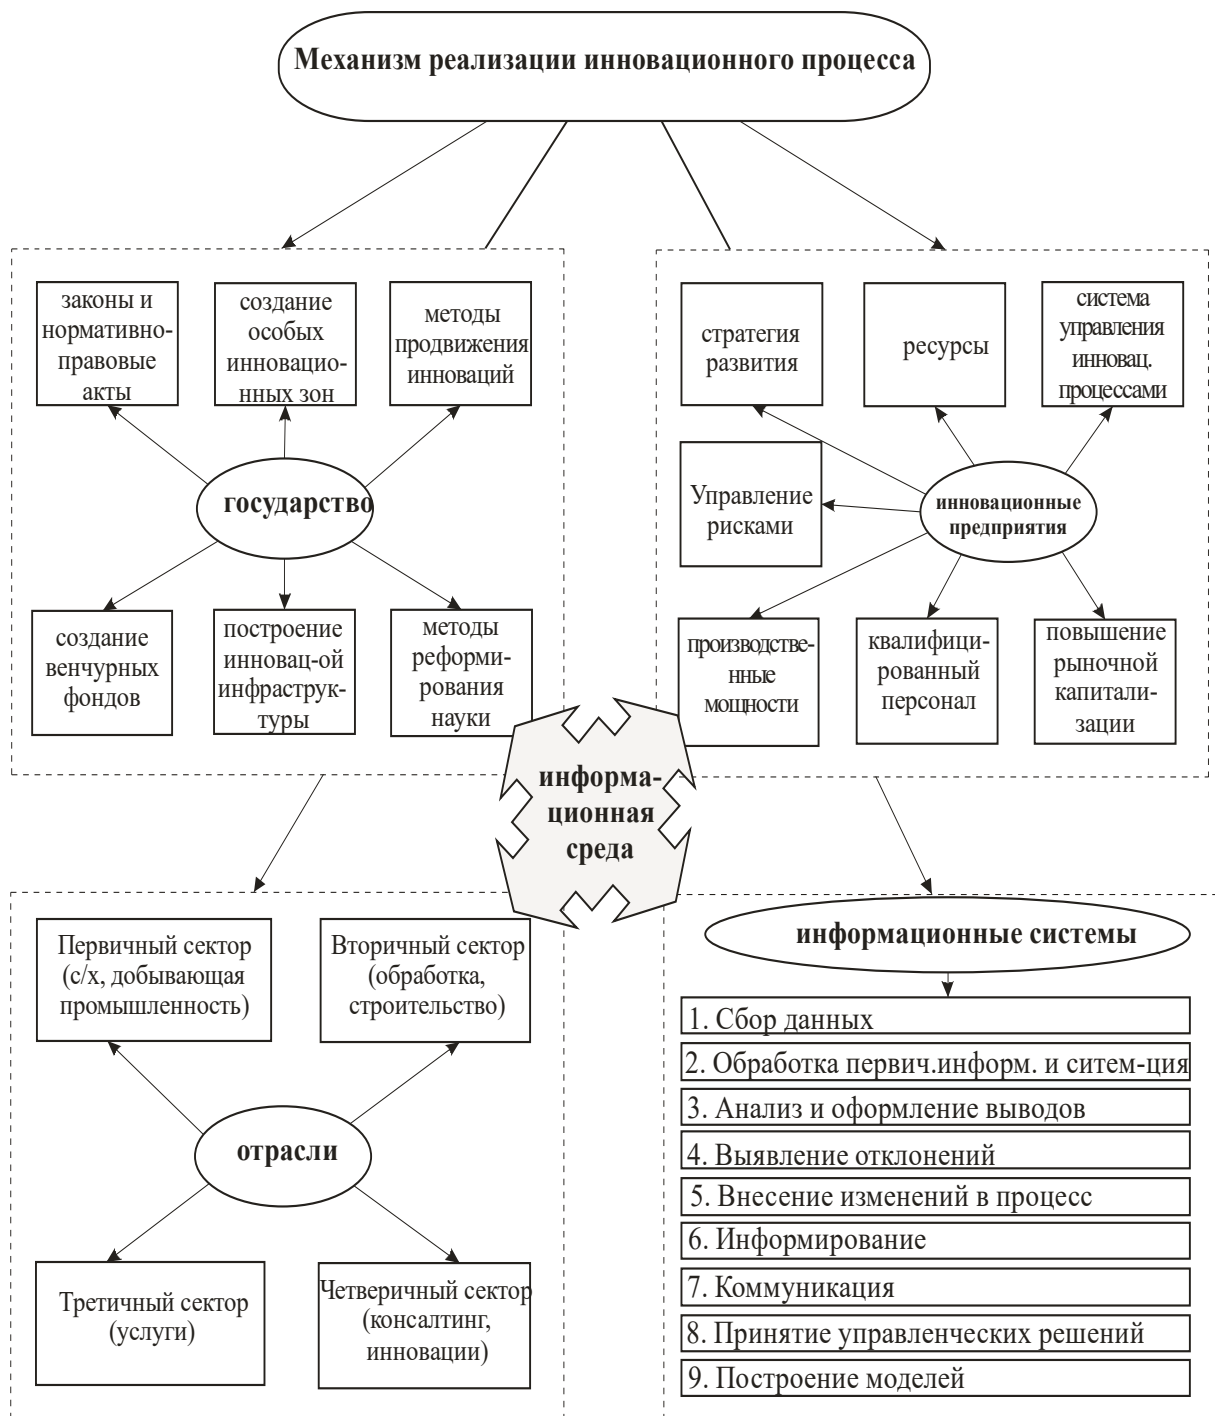 Механизм реализации инновационного процесса
законы и
нормативно-
правовые
акты
создание
особых
инновацио-
нных зон
методы
продвижения
инноваций
государство
создание
венчурных
фондов
построение
инновац-ой
инфраструк-
туры
методы
реформи-
рования
науки
стратегия
развития
ресурсы
система
управления
инновац.
процессами
Управление
рисками
инновационные
предприятия
производстве-
нные
мощности
квалифици-
рованный
персонал
повышение
рыночной
капитали-
зации
информа-
ционная
среда
Первичный сектор
(с/х, добывающая
промышленность)
Вторичный сектор
(обработка,
строительство)
отрасли
Третичный сектор
(услуги)
Четверичный сектор
(консалтинг,
инновации)
информационные системы
1. Сбор данных
2. Обработка первич.информ. и ситем-ция
3. Анализ и оформление выводов
4. Выявление отклонений
5. Внесение изменений в процесс
6. Информирование
7. Коммуникация
8. Принятие управленческих решений
9. Построение моделей